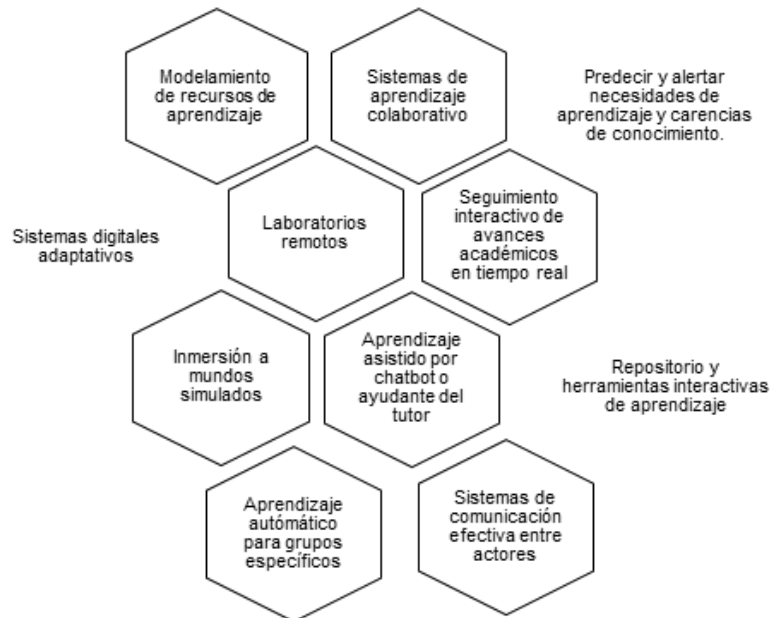 Modelamiento
de recursos de
aprendizaje
Sistemas de
aprendizaje
colaborativo
Predecir y alertar
necesidades de
aprendizaje y carencias
de conocimiento.
Sistemas digitales
adaptativos
Laboratorios
remotos
Seguimiento
interactivo de
avances
académicos
en tiempo real
Inmersión a
mundos
simulados
Aprendizaje
asistido por
chatbot o
ayudante del
tutor
Repositorio y
herramientas interactivas
de aprendizaje
Aprendizaje
autómático
para grupos
específicos
Sistemas de
comunicación
efectiva entre
actores